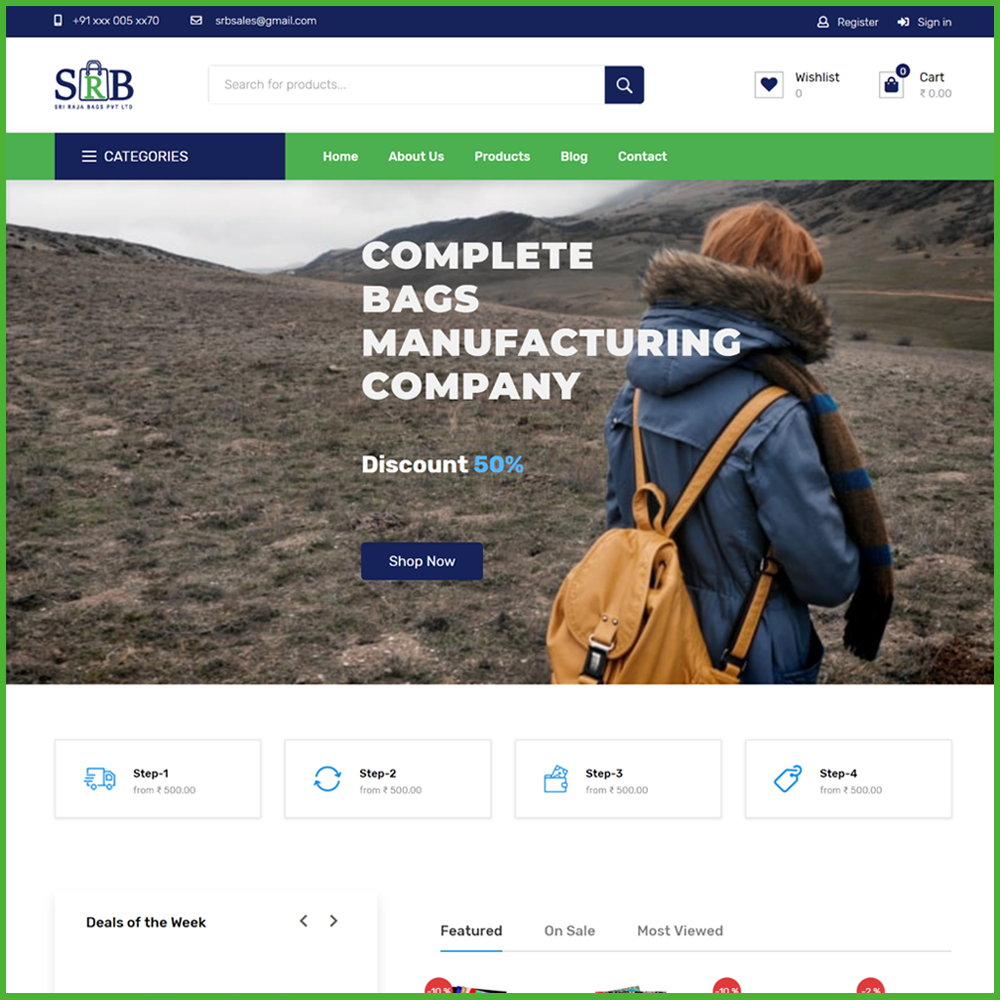 +91 xxx 005 xx70
srbsales@gmail.com
Register
Sign in
SRB
SRI RAJA BAGS PVT LTD
Search for products...
Wishlist
0
0
Cart
₹ 0.00
CATEGORIES
Home
About Us
Products
Blog
Contact
COMPLETE
BAGS
MANUFACTURING
COMPANY
Discount 50%
Shop Now
Step-1
from ₹ 500.00
Step-2
from ₹ 500.00
Step-3
from ₹ 500.00
Step-4
from ₹ 500.00
Deals of the Week
Featured
On Sale
Most Viewed
-10 %
-10 %
-2 %